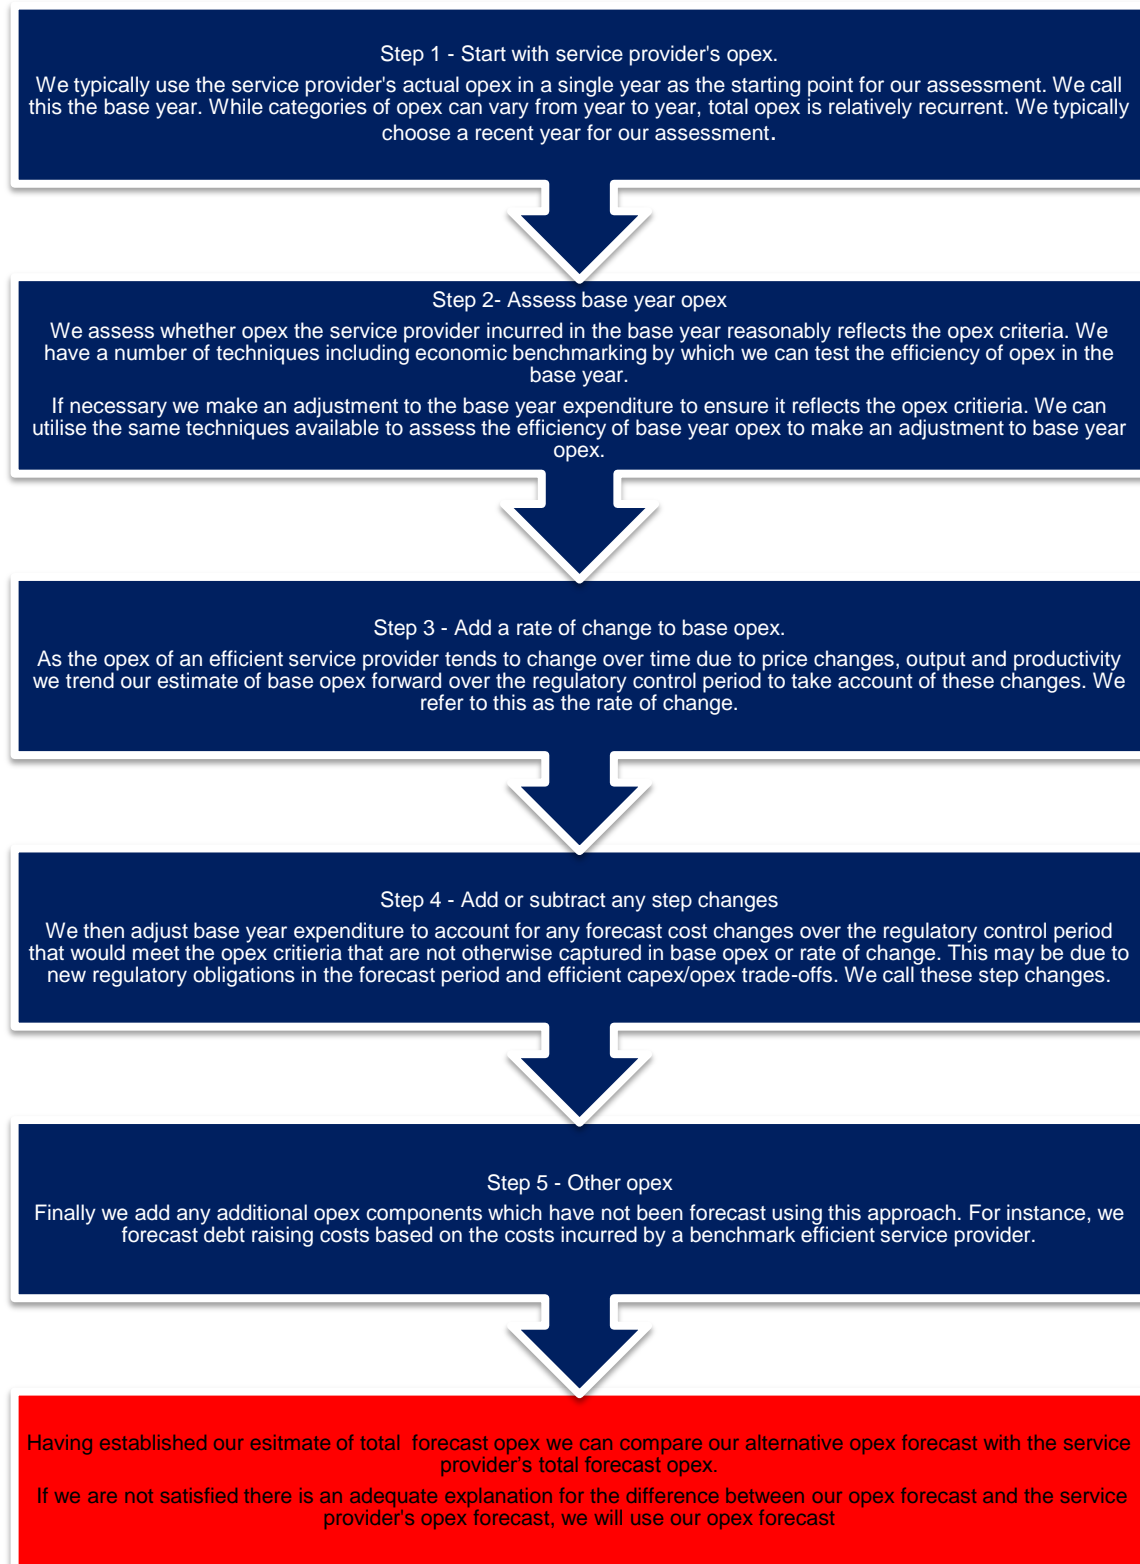 Step 1 - Start with service provider's opex.
We typically use the service provider's actual opex in a single year as the starting point for our assessment. We call
this the base year. While categories of opex can vary from year to year, total opex is relatively recurrent. We typically
choose a recent year for our assessment.
Step 2- Assess base year opex
We assess whether opex the service provider incurred in the base year reasonably reflects the opex criteria. We
have a number of techniques including economic benchmarking by which we can test the efficiency of opex in the
base year.
If necessary we make an adjustment to the base year expenditure to ensure it reflects the opex critieria. We can
utilise the same techniques available to assess the efficiency of base year opex to make an adjustment to base year
opex.
Step 3 - Add a rate of change to base opex.
As the opex of an efficient service provider tends to change over time due to price changes, output and productivity
we trend our estimate of base opex forward over the regulatory control period to take account of these changes. We
refer to this as the rate of change.
Step 4 - Add or subtract any step changes
We then adjust base year expenditure to account for any forecast cost changes over the regulatory control period
that would meet the opex critieria that are not otherwise captured in base opex or rate of change. This may be due to
new regulatory obligations in the forecast period and efficient capex/opex trade-offs. We call these step changes.
Step 5 - Other opex
Finally we add any additional opex components which have not been forecast using this approach. For instance, we
forecast debt raising costs based on the costs incurred by a benchmark efficient service provider.
Having established our esitmate of total forecast opex we can compare our alternative opex forecast with the service
provider's total forecast opex.
If we are not satisfied there is an adequate explanation for the difference between our opex forecast and the service
provider's opex forecast, we will use our opex forecast